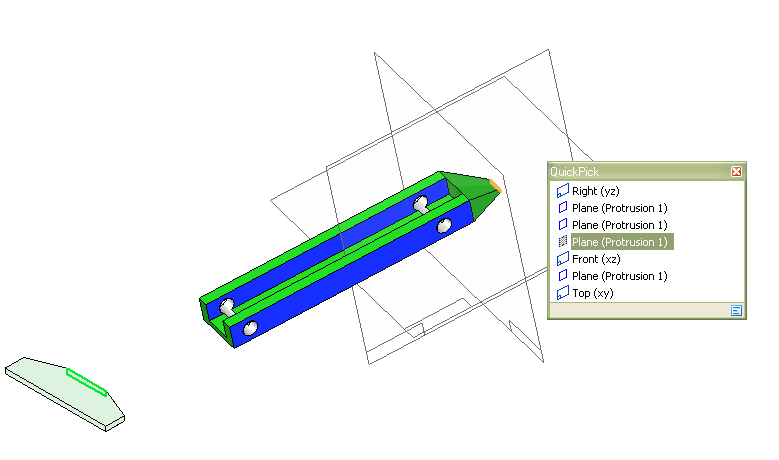 QuickPick
Right (yz)
Plane (Protrusion 1)
Plane (Protrusion 1)
Plane (Protrusion 1)
Front (xz)
Plane (Protrusion 1)
Top (xy)